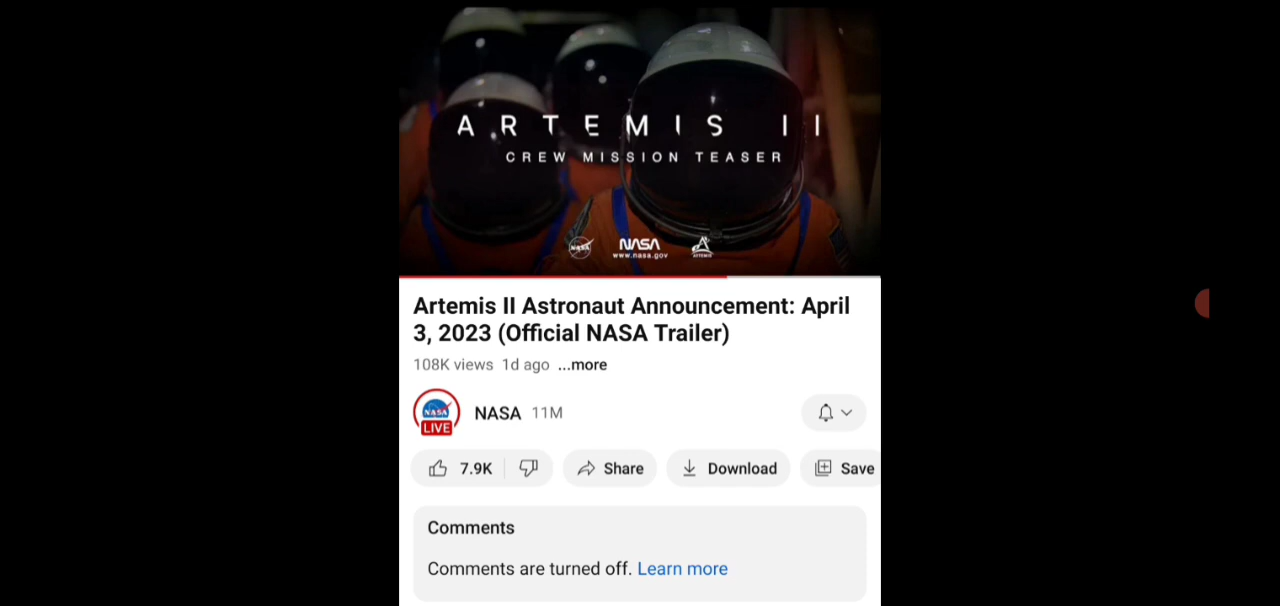 ARTEMIS II
CREW MISSION TEASER
NASA NASA ARTEMIS
www.nasa.gov
Artemis II Astronaut Announcement: April
3, 2023 (Official NASA Trailer)
108K views 1d ago ...more
NASA
LIVE
NASA 11M
7.9K Share Download Save
Comments
Comments are turned off. Learn more